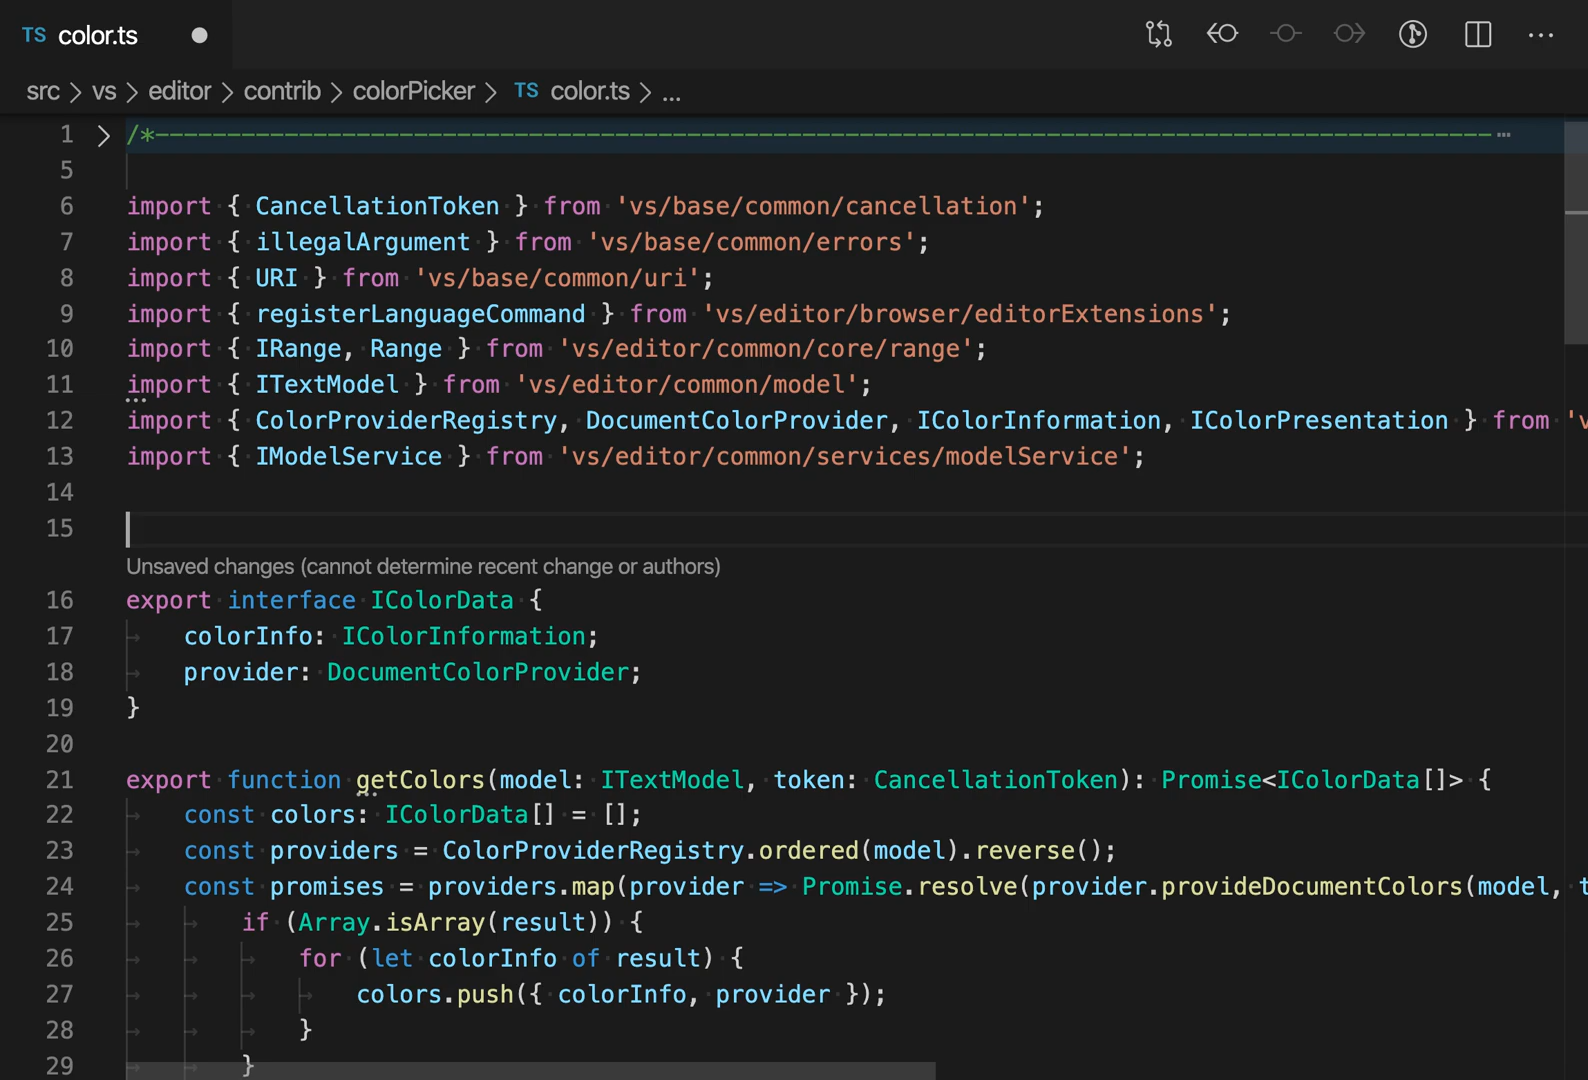 TS color.ts
src > vs > editor > contrib > colorPicker > TS color.ts > ...
1 /*--------------------------------------------------------------------------------------------- ...
5
6 import { CancellationToken } from 'vs/base/common/cancellation';
7 import { illegalArgument } from 'vs/base/common/errors';
8 import { URI } from 'vs/base/common/uri';
9 import { registerLanguageCommand } from 'vs/editor/browser/editorExtensions';
10 import { IRange, Range } from 'vs/editor/common/core/range';
11 import { ITextModel } from 'vs/editor/common/model';
12 import { ColorProviderRegistry, DocumentColorProvider, IColorInformation, IColorPresentation } from 'v
13 import { IModelService } from 'vs/editor/common/services/modelService';
14
15
Unsaved changes (cannot determine recent change or authors)
16 export interface IColorData {
17 colorInfo: IColorInformation;
18 provider: DocumentColorProvider;
19 }
20
21 export function getColors(model: ITextModel, token: CancellationToken): Promise<IColorData[]> {
22 const colors: IColorData[] = [];
23 const providers = ColorProviderRegistry.ordered(model).reverse();
24 const promises = providers.map(provider => Promise.resolve(provider.provideDocumentColors(model, t
25 if (Array.isArray(result)) {
26 for (let colorInfo of result) {
27 colors.push({ colorInfo, provider });
28 }
29 }